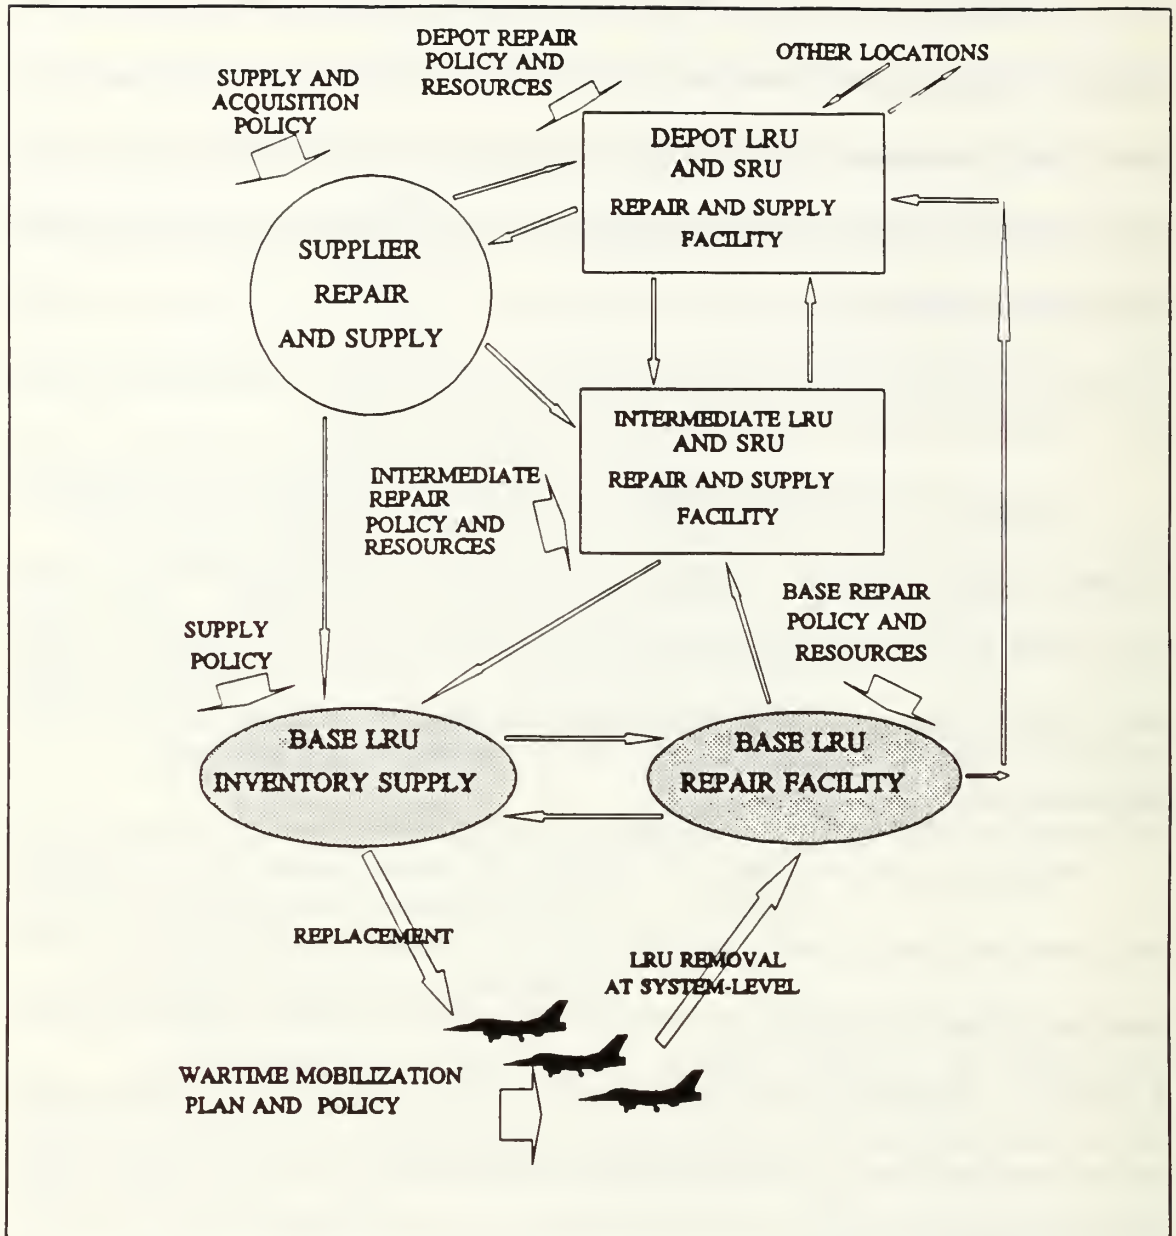 DEPOT REPAIR
POLICY AND
RESOURCES
OTHER LOCATIONS
SUPPLY AND
ACQUISITION
POLICY
DEPOT LRU
AND SRU
REPAIR AND SUPPLY
FACILITY
SUPPLIER
REPAIR
AND SUPPLY
INTERMEDIATE LRU
AND SRU
REPAIR AND SUPPLY
FACILITY
INTERMEDIATE
REPAIR
POLICY AND
RESOURCES
BASE REPAIR
POLICY AND
RESOURCES
SUPPLY
POLICY
BASE LRU
INVENTORY SUPPLY
BASE LRU
REPAIR FACILITY
REPLACEMENT
LRU REMOVAL
AT SYSTEM-LEVEL
WARTIME MOBILIZATION
PLAN AND POLICY